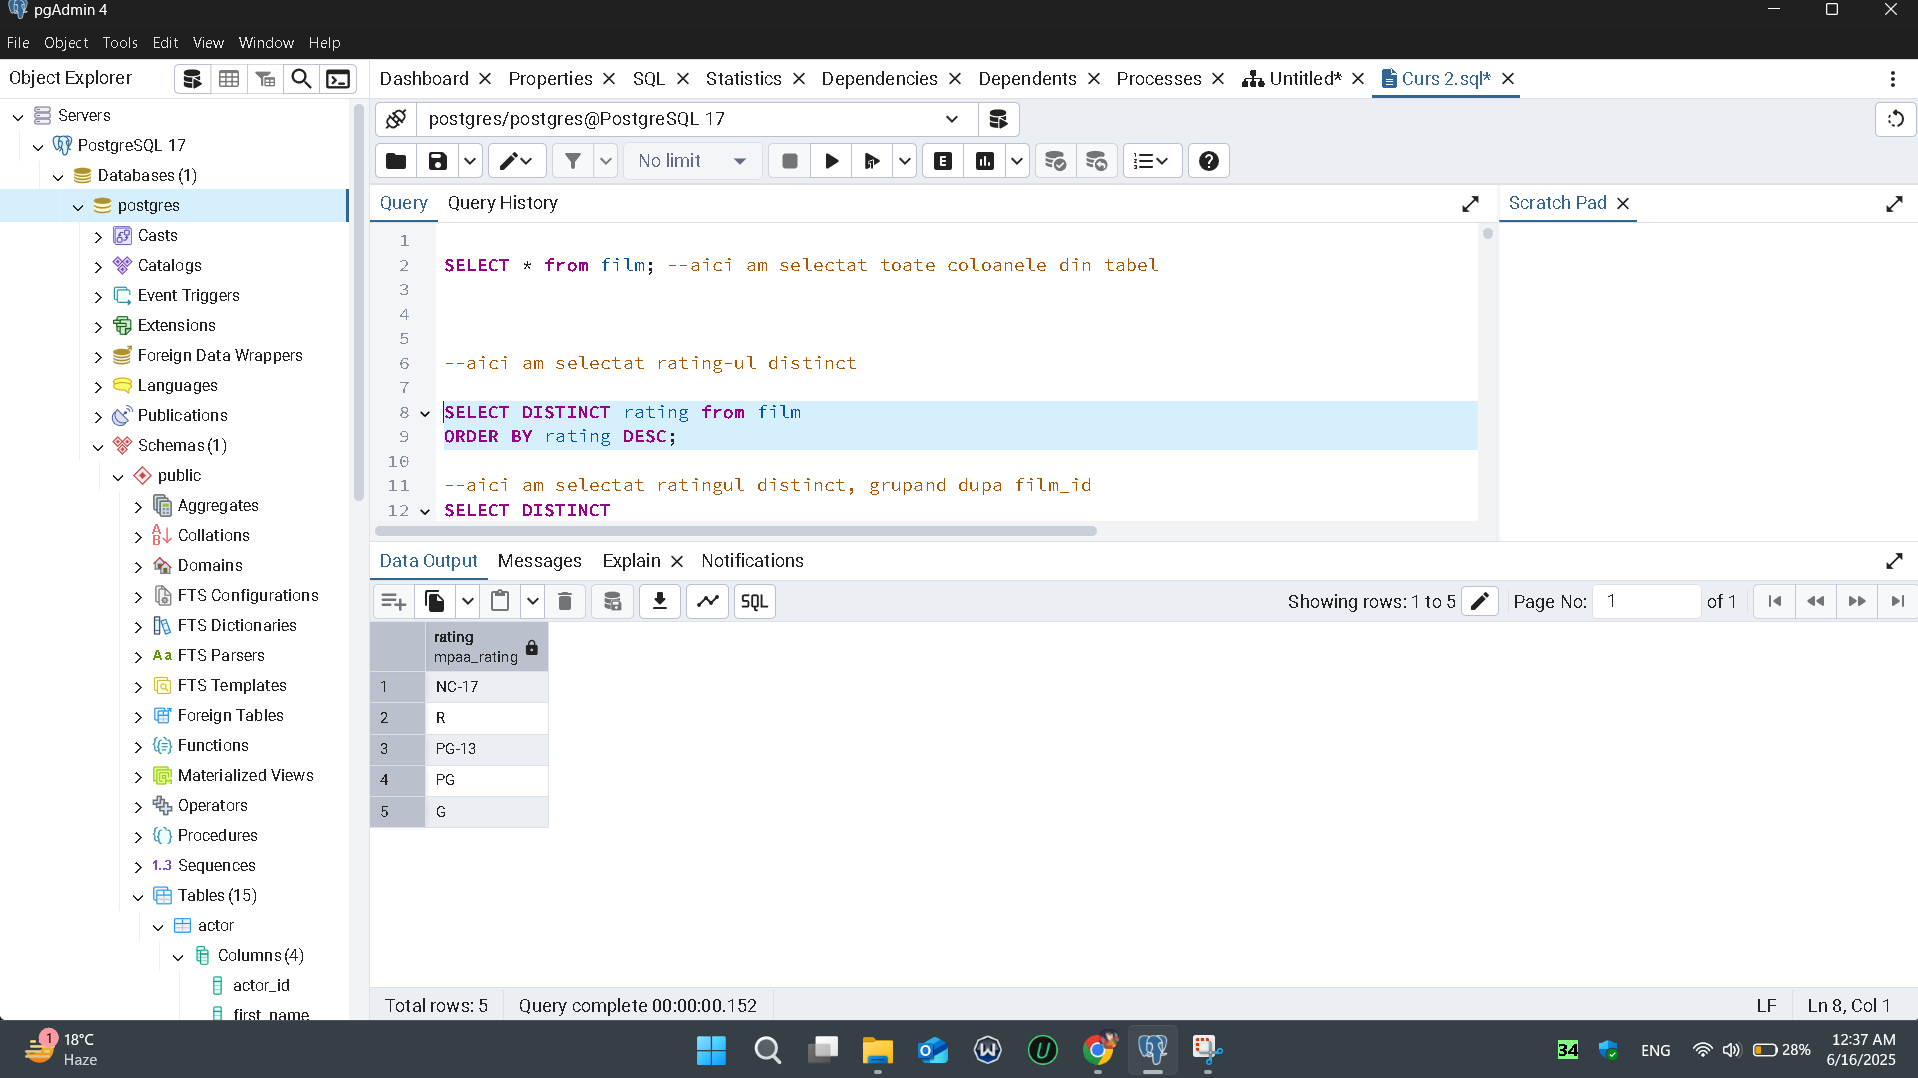 pgAdmin 4
File Object Tools Edit View Window Help
Object Explorer
Dashboard Properties SQL Statistics Dependencies Dependents Processes Untitled* Curs 2.sql*
Servers
PostgreSQL 17
Databases (1)
postgres
Casts
Catalogs
Event Triggers
Extensions
Foreign Data Wrappers
Languages
Publications
Schemas (1)
public
Aggregates
Collations
Domains
FTS Configurations
FTS Dictionaries
Aa FTS Parsers
FTS Templates
Foreign Tables
Functions
Materialized Views
Operators
Procedures
1..3 Sequences
Tables (15)
actor
Columns (4)
actor_id
first_name
postgres/postgres@PostgreSQL 17
No limit
E
Query Query History
Scratch Pad
1
2 SELECT * from film; --aici am selectat toate coloanele din tabel
3
4
5
6 --aici am selectat rating-ul distinct
7
8 SELECT DISTINCT rating from film
9 ORDER BY rating DESC;
10
11 --aici am selectat ratingul distinct, grupand dupa film_id
12 SELECT DISTINCT
Data Output Messages Explain Notifications
SQL Showing rows: 1 to 5 Page No: 1 of 1
rating
mpaa_rating
1 NC-17
2 R
3 PG-13
4 PG
5 G
Total rows: 5 Query complete 00:00:00.152 LF Ln 8, Col 1
1 18°C
Haze
34 ENG 28%
12:37 AM
6/16/2025